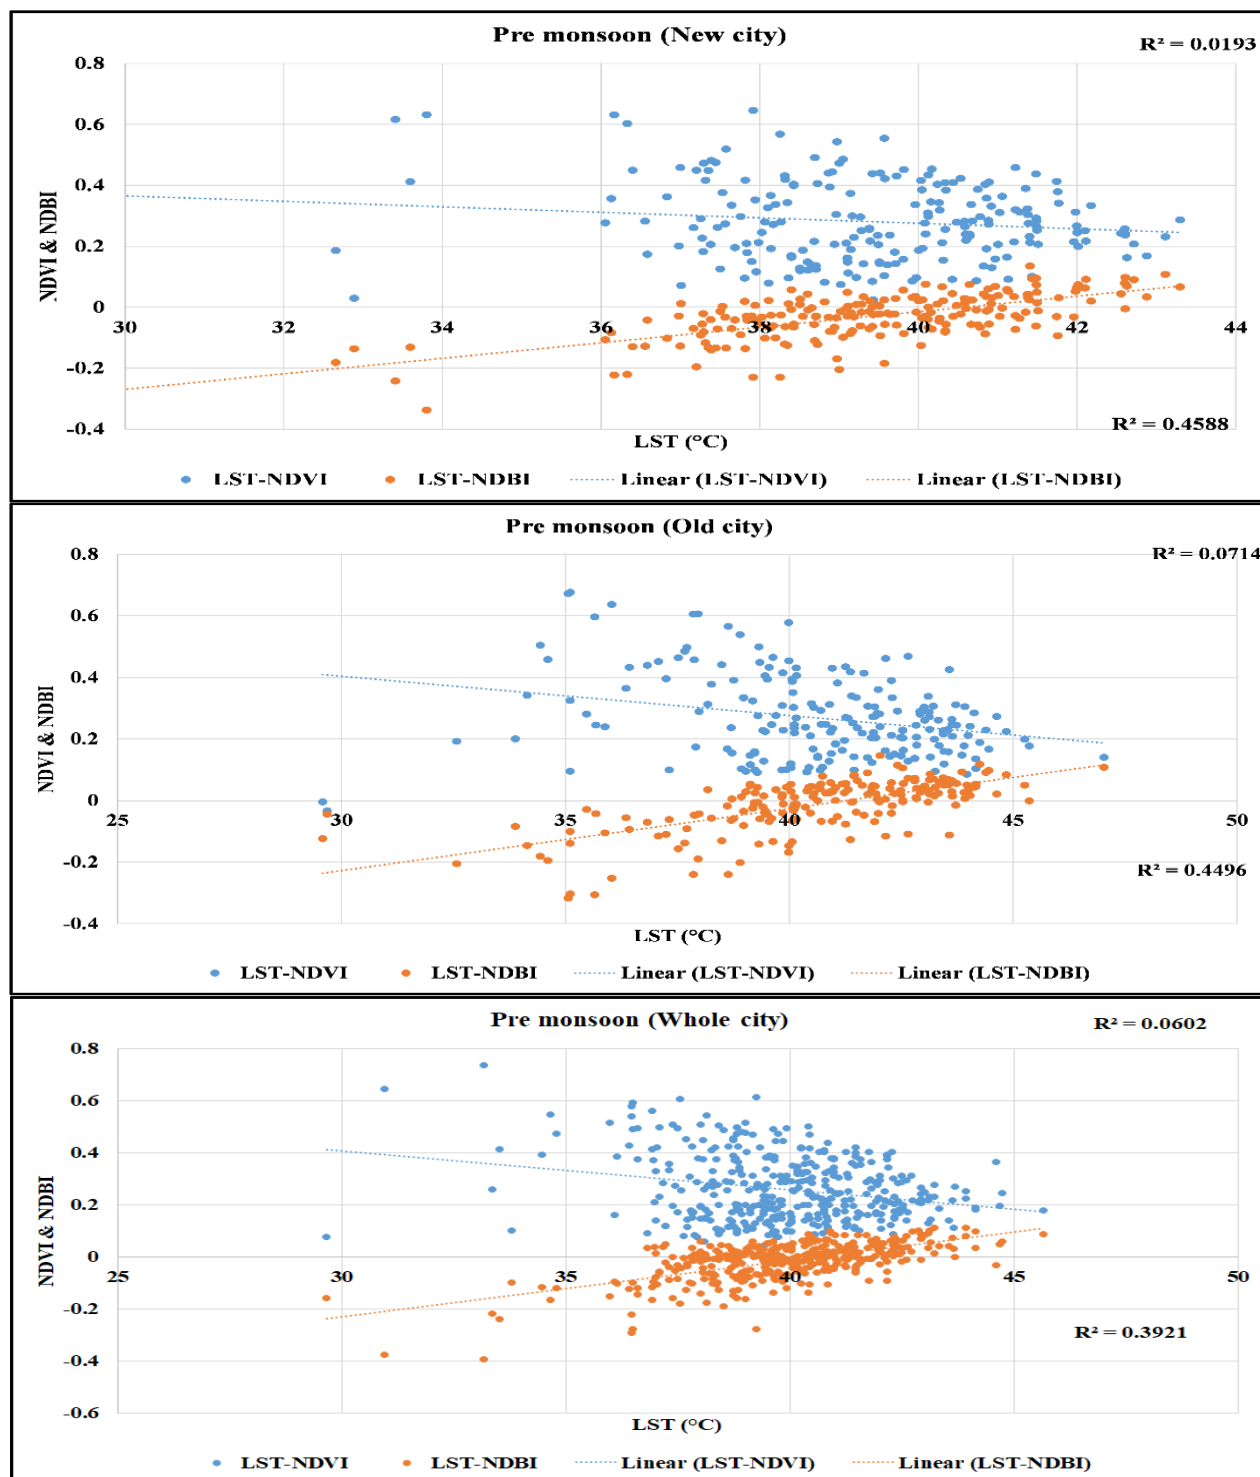 Pre monsoon (New city)
R² = 0.0193
0.8
0.6
0.4
0.2
0
-0.2
-0.4
NDVI & NDBI
30 32 34 36 38 40 42 44
R² = 0.4588
LST (°C)
LST-NDVI LST-NDBI Linear (LST-NDVI) Linear (LST-NDBI)
Pre monsoon (Old city)
R² = 0.0714
0.8
0.6
0.4
0.2
0
-0.2
-0.4
NDVI & NDBI
25 30 35 40 45 50
R² = 0.4496
LST (°C)
LST-NDVI LST-NDBI Linear (LST-NDVI) Linear (LST-NDBI)
Pre monsoon (Whole city)
R² = 0.0602
0.8
0.6
0.4
0.2
0
-0.2
-0.4
-0.6
NDVI & NDBI
25 30 35 40 45 50
R² = 0.3921
LST (°C)
LST-NDVI LST-NDBI Linear (LST-NDVI) Linear (LST-NDBI)